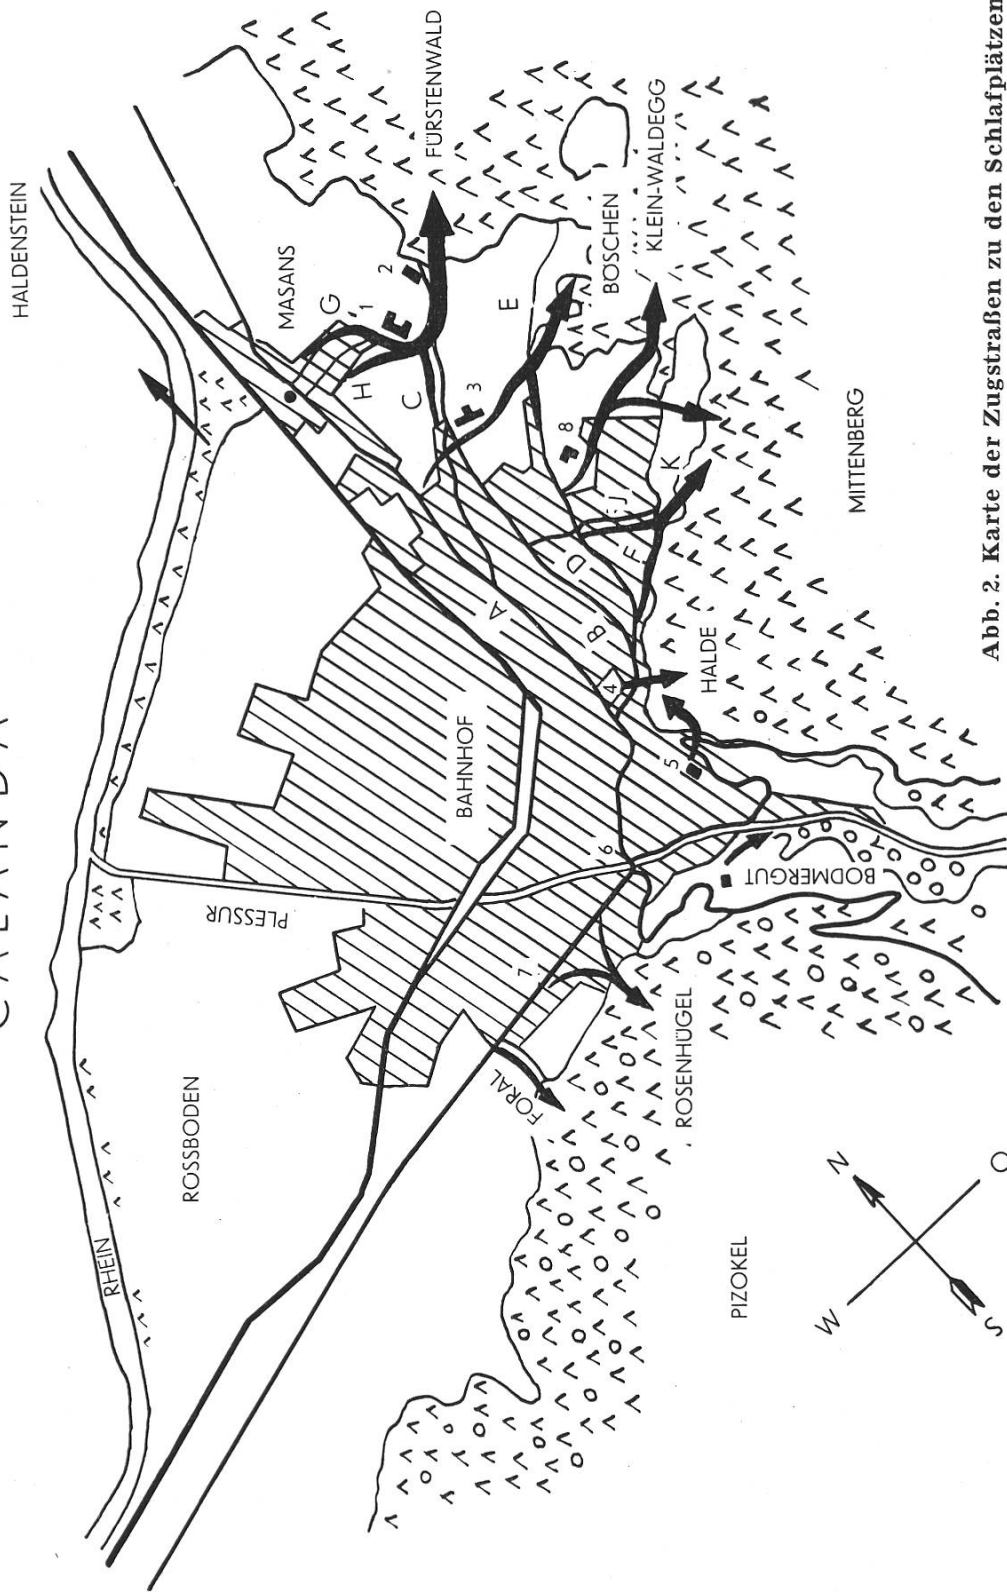 CALANDA
HALDENSTEIN
RHEIN
ROSSBODEN
PLESSUR
MASANS
G
1
2
H
C
3
E
FÜRSTENWALD
BÖSCHEN
KLEIN-WALDEGG
BAHNHOF
A
D
B
8
J
F
K
4
5
6
7
FORAL
HALDE
ROSENHÜGEL
BODMERGUT
MITTENBERG
PIZOKEL
N
W
O
S
Abb. 2. Karte der Zugstraßen zu den Schlafplätzen